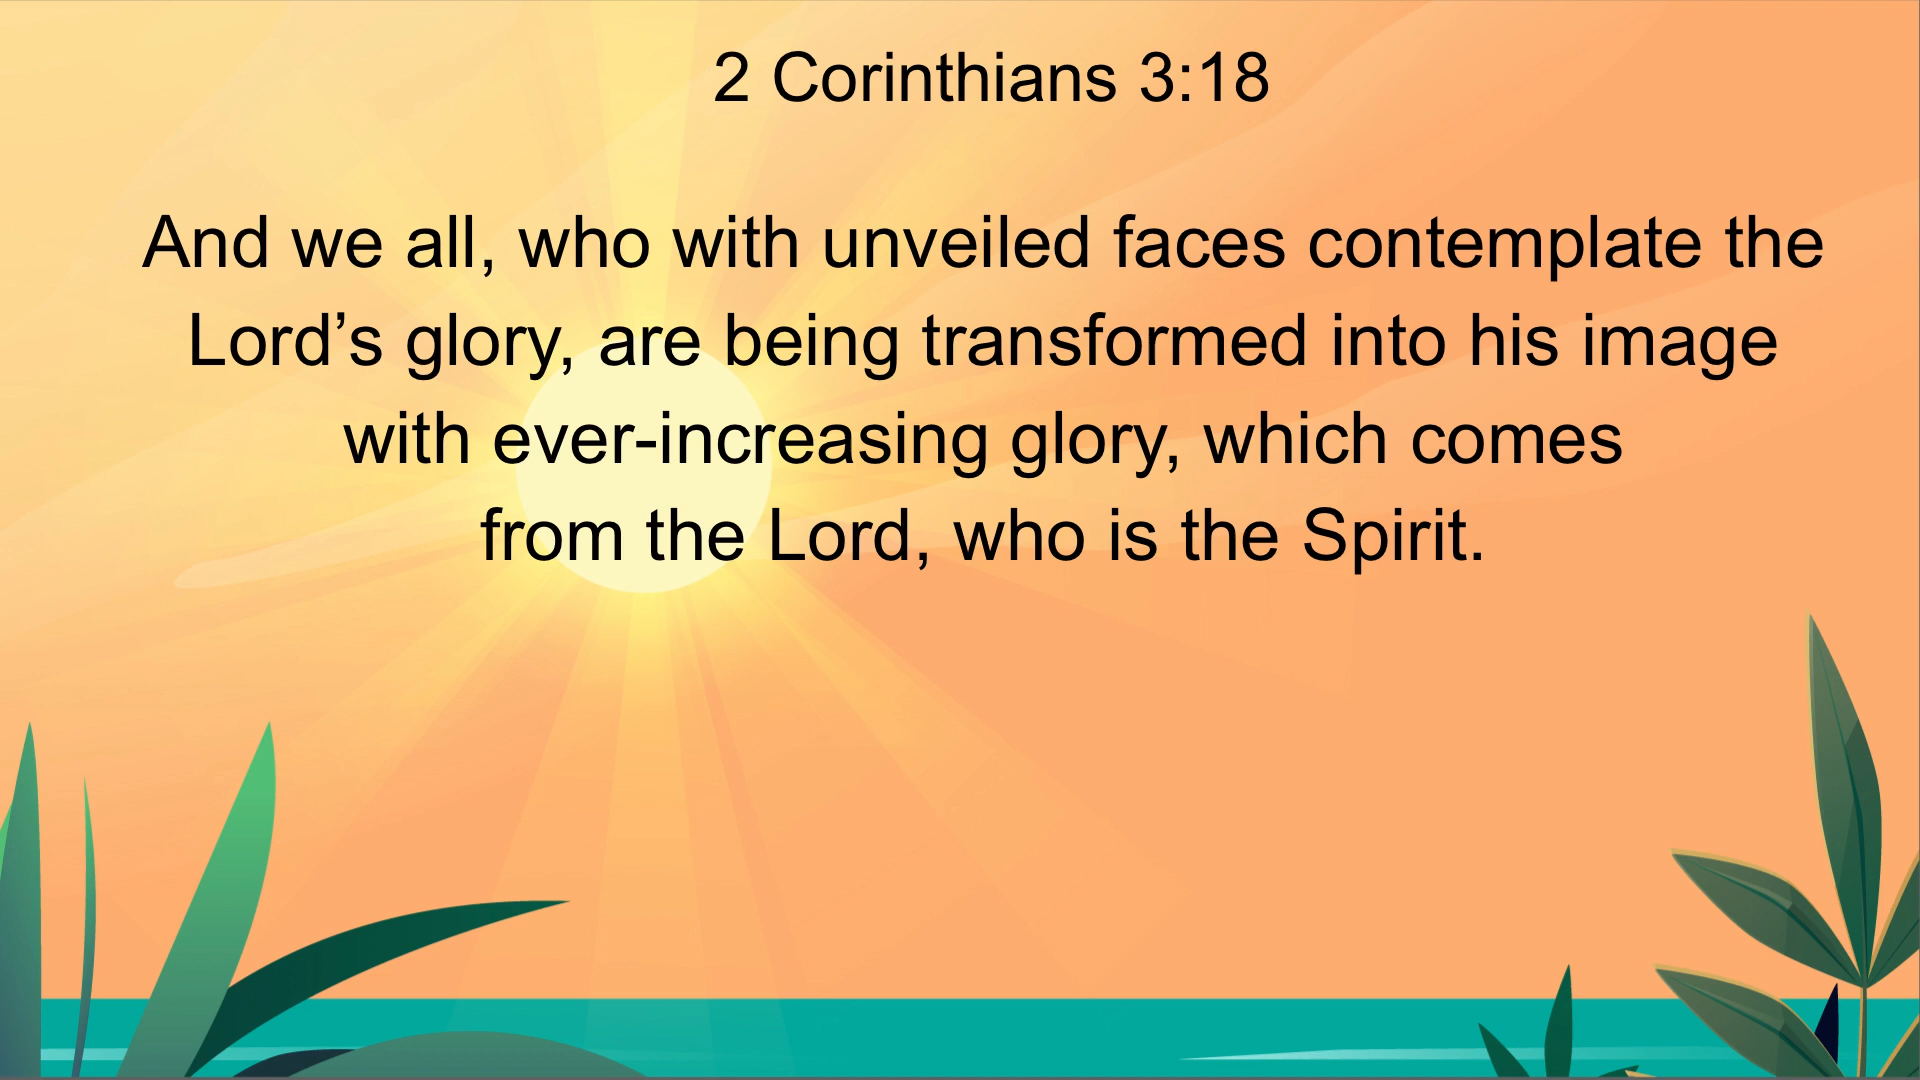 2 Corinthians 3:18
And we all, who with unveiled faces contemplate the
Lord’s glory, are being transformed into his image
with ever-increasing glory, which comes
from the Lord, who is the Spirit.